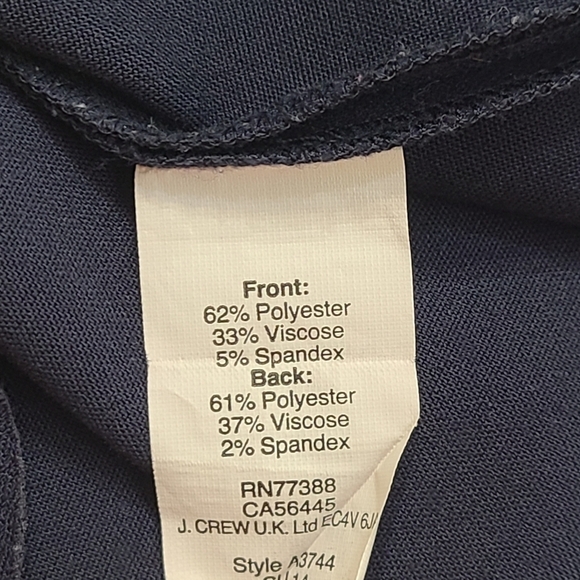 Front:
62% Polyester
33% Viscose
5% Spandex
Back:
61% Polyester
37% Viscose
2% Spandex
RN77388
CA56445
J. CREW U.K. Ltd EC4V
Style A3744